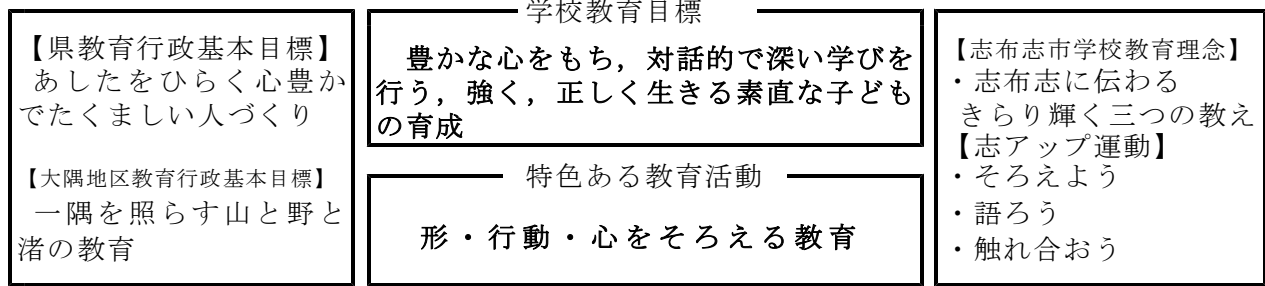 【県教育行政基本目標】
あしたをひらく心豊か
でたくましい人づくり
【大隅地区教育行政基本目標】
一隅を照らす山と野と
渚の教育
学校教育目標
豊かな心をもち，対話的で深い学びを
行う，強く，正しく生きる素直な子ども
の育成
特色ある教育活動
形・行動・心をそろえる教育
【志布志市学校教育理念】
・志布志に伝わる
きらり輝く三つの教え
【志アップ運動】
・そろえよう
・語ろう
・触れ合おう